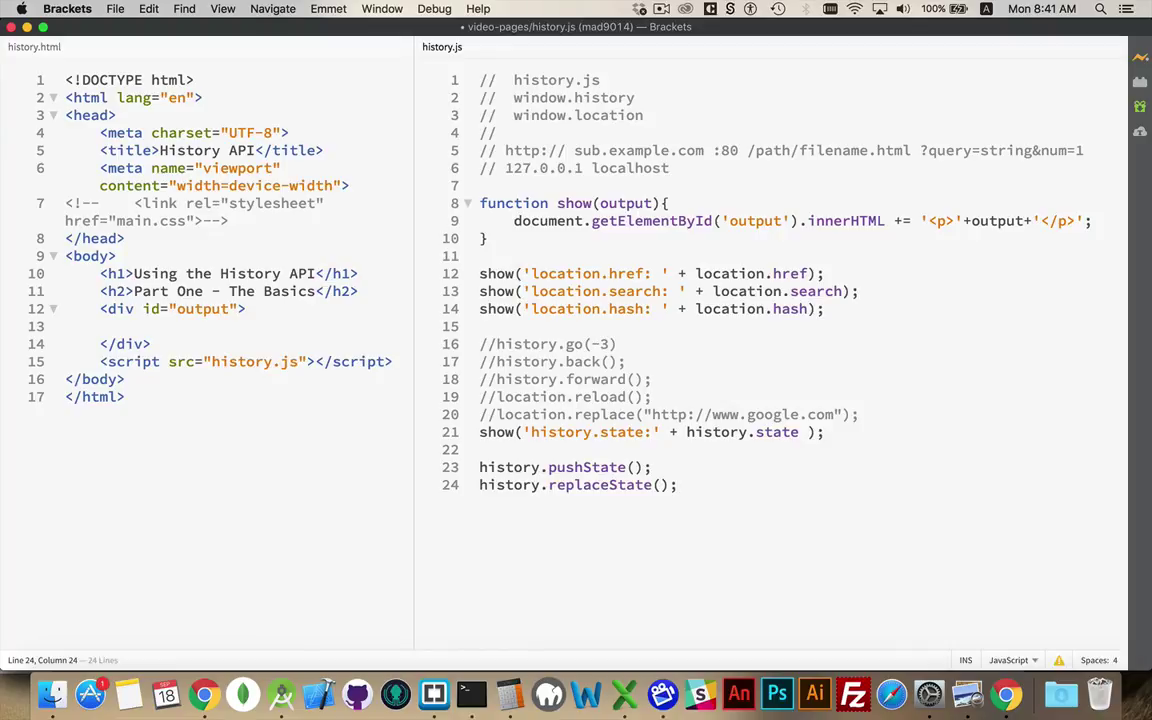 Brackets File Edit Find View Navigate Emmet Window Debug Help 100% A Mon 8:41 AM
• video-pages/history.js (mad9014) — Brackets
history.html
1 <!DOCTYPE html>
2 <html lang="en">
3 <head>
4 <meta charset="UTF-8">
5 <title>History API</title>
6 <meta name="viewport"
content="width=device-width">
7 <!-- <link rel="stylesheet"
href="main.css">-->
8 </head>
9 <body>
10 <h1>Using the History API</h1>
11 <h2>Part One - The Basics</h2>
12 <div id="output">
13
14 </div>
15 <script src="history.js"></script>
16 </body>
17 </html>
history.js
1 // history.js
2 // window.history
3 // window.location
4 //
5 // http:// sub.example.com :80 /path/filename.html ?query=string&num=1
6 // 127.0.0.1 localhost
7
8 function show(output){
9 document.getElementById('output').innerHTML += '<p>'+output+'</p>';
10 }
11
12 show('location.href: ' + location.href);
13 show('location.search: ' + location.search);
14 show('location.hash: ' + location.hash);
15
16 //history.go(-3)
17 //history.back();
18 //history.forward();
19 //location.reload();
20 //location.replace("http://www.google.com");
21 show('history.state:' + history.state );
22
23 history.pushState();
24 history.replaceState();
Line 24, Column 24 — 24 Lines
INS JavaScript Spaces: 4
1
SEP
18
W
X
S
An
Ps
Ai
Fz